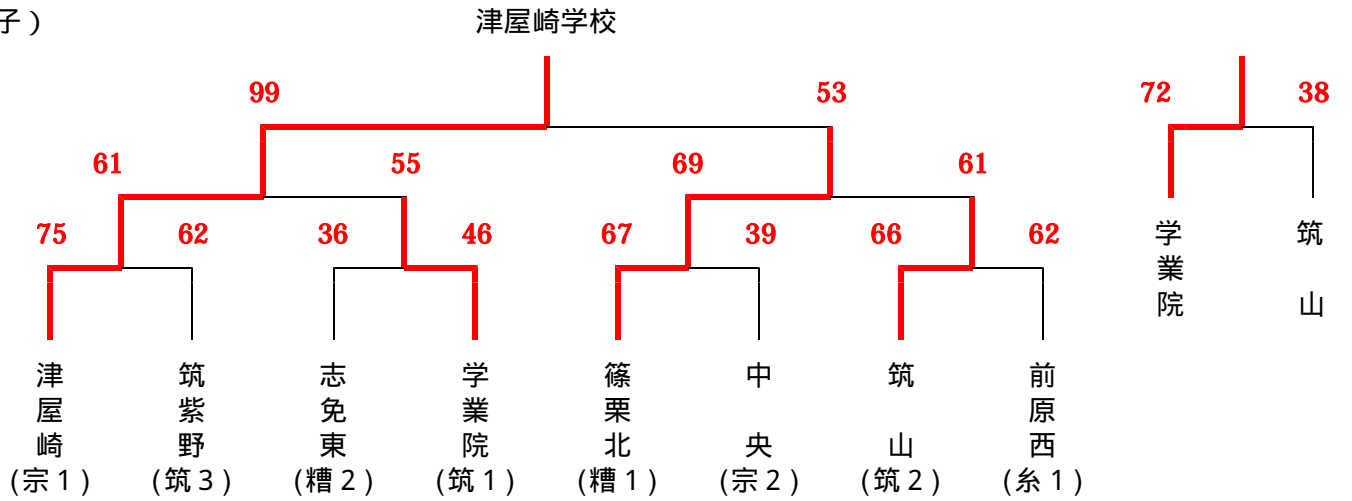 子）
津屋崎学校
99 53 72 38
61 55 69 61
75 62 36 46 67 39 66 62
学業院
筑山
津屋崎
(宗1)
筑紫野
(筑3)
志免東
(糟2)
学業院
(筑1)
篠栗北
(糟1)
中央
(宗2)
筑山
(筑2)
前原西
(糸1)